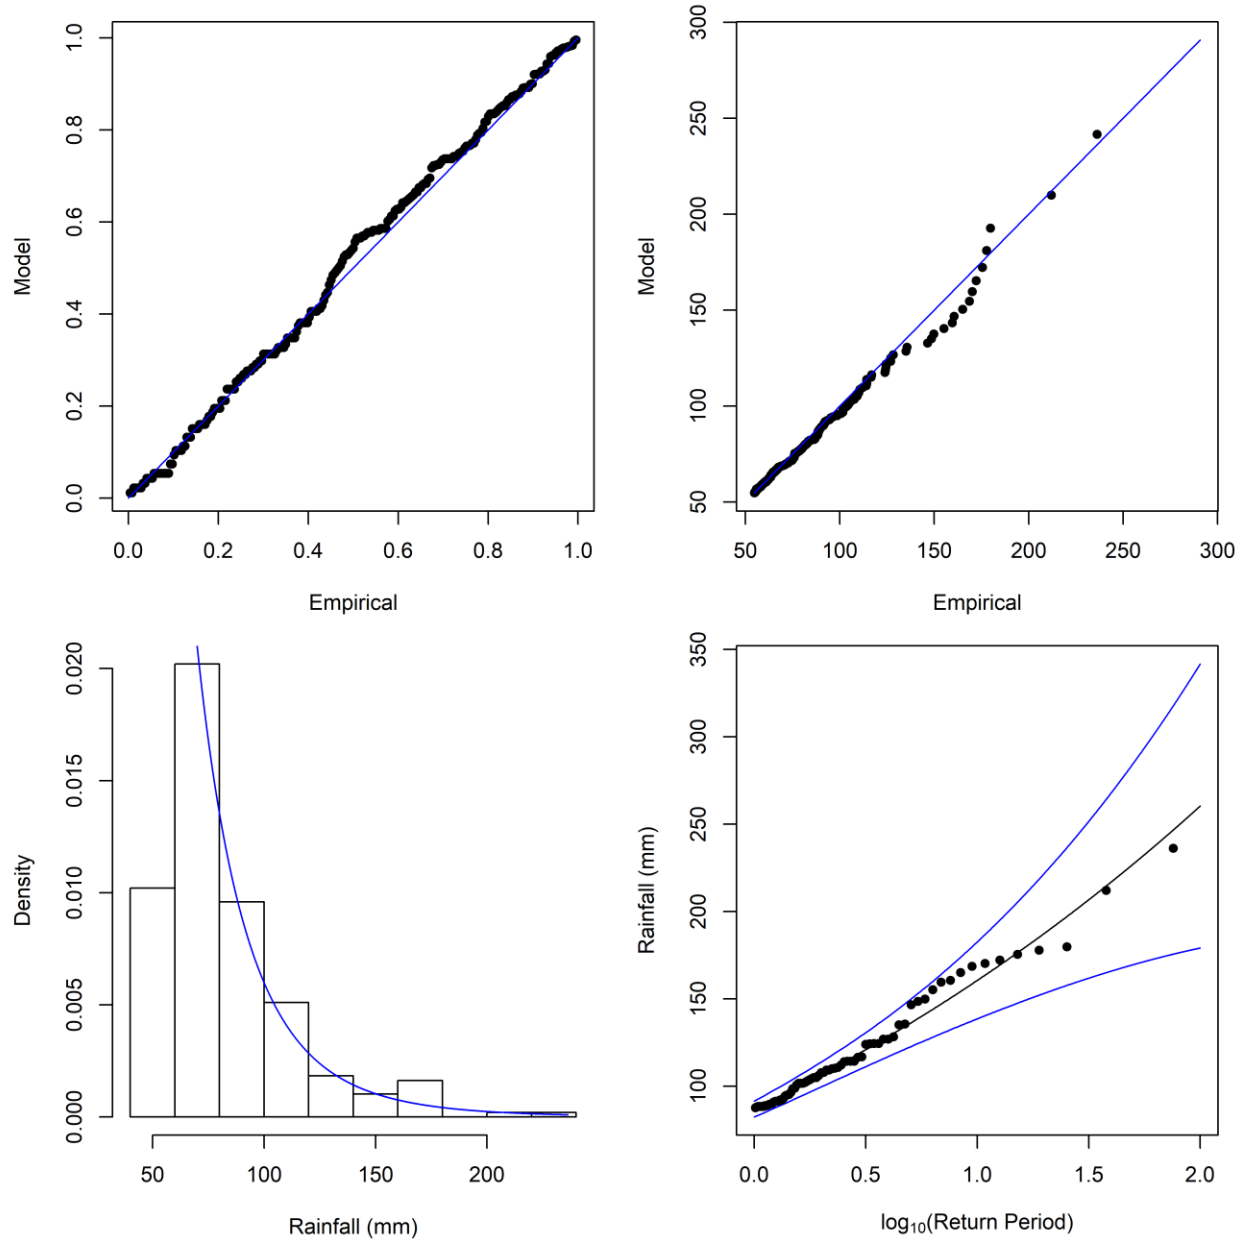 Model
1.0
0.8
0.6
0.4
0.2
0.0
0.0 0.2 0.4 0.6 0.8 1.0
Empirical
Model
300
250
200
150
100
50
50 100 150 200 250 300
Empirical
Density
0.020
0.015
0.010
0.005
0.000
50 100 150 200
Rainfall (mm)
Rainfall (mm)
350
300
250
200
150
100
0.0 0.5 1.0 1.5 2.0
log₁₀(Return Period)